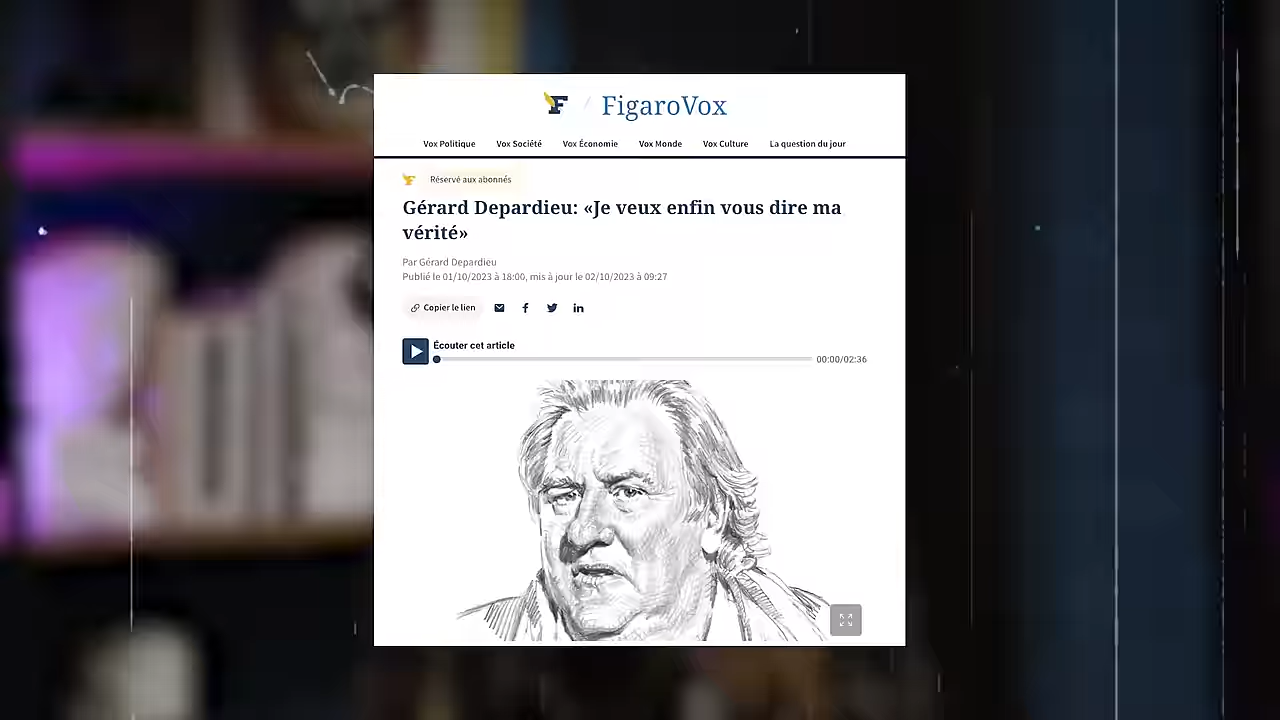 F / FigaroVox
Vox Politique Vox Société Vox Économie Vox Monde Vox Culture La question du jour
Réservé aux abonnés
Gérard Depardieu: «Je veux enfin vous dire ma
vérité»
Par Gérard Depardieu
Publié le 01/10/2023 à 18:00, mis à jour le 02/10/2023 à 09:27
Copier le lien
Écouter cet article
00:00/02:36